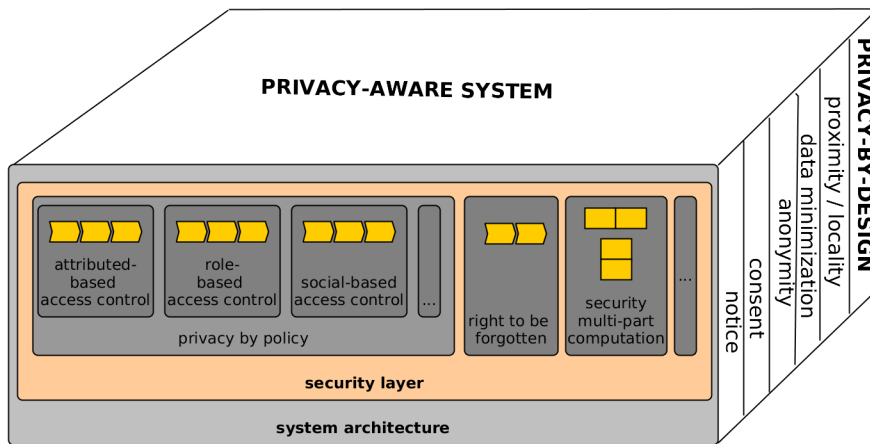 PRIVACY-AWARE SYSTEM
attributed-
based
access control
role-
based
access control
social-based
access control
...
privacy by policy
right to be
forgotten
security
multi-part
computation
...
security layer
system architecture
notice
consent
anonymity
data minimization
proximity / locality
PRIVACY-BY-DESIGN